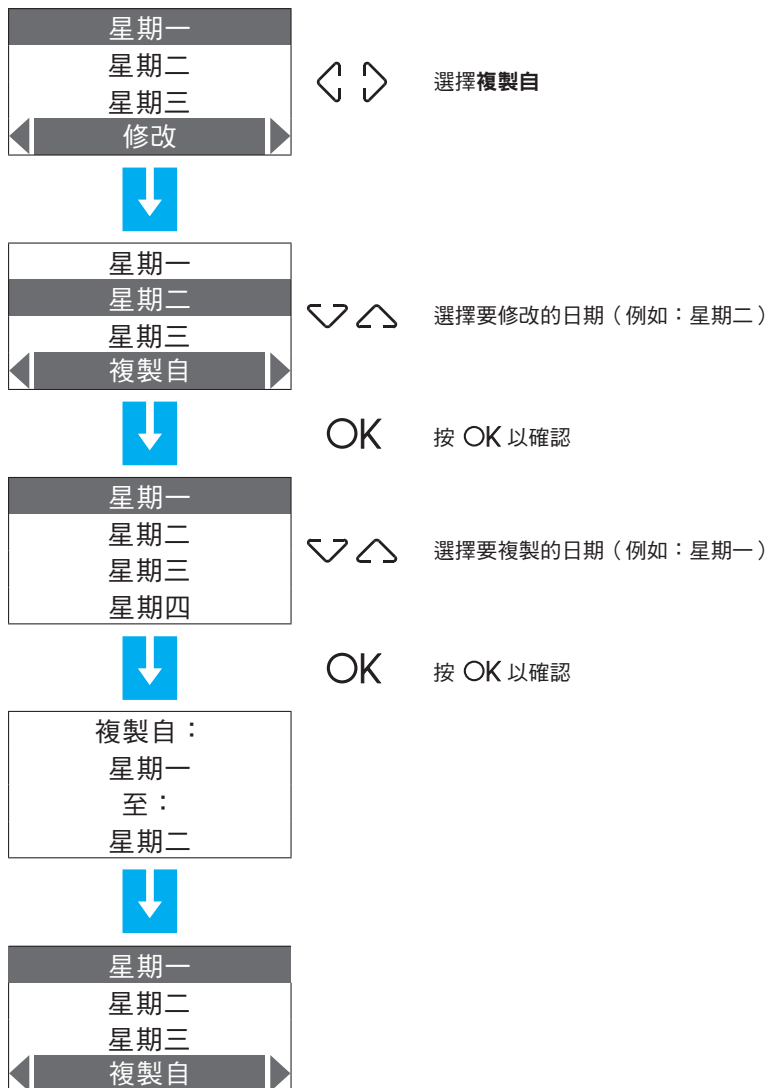 星期一
星期二
星期三
修改
選擇複製自
星期一
星期二
星期三
複製自
選擇要修改的日期（例如：星期二）
OK
按 OK 以確認
星期一
星期二
星期三
星期四
選擇要複製的日期（例如：星期一）
OK
按 OK 以確認
複製自：
星期一
至：
星期二
星期一
星期二
星期三
複製自